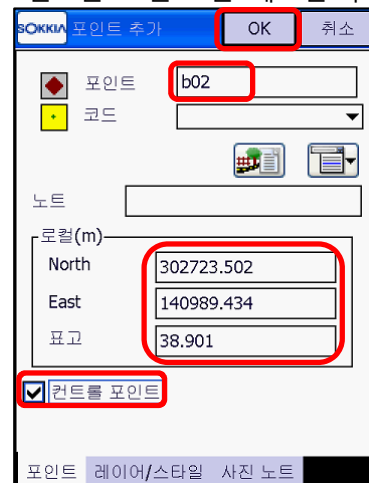 SOKKIA 포인트 추가 OK 취소
포인트 b02
코드
노트
로컬(m)
North 302723.502
East 140989.434
표고 38.901
컨트롤 포인트
포인트 레이어/스타일 사진 노트